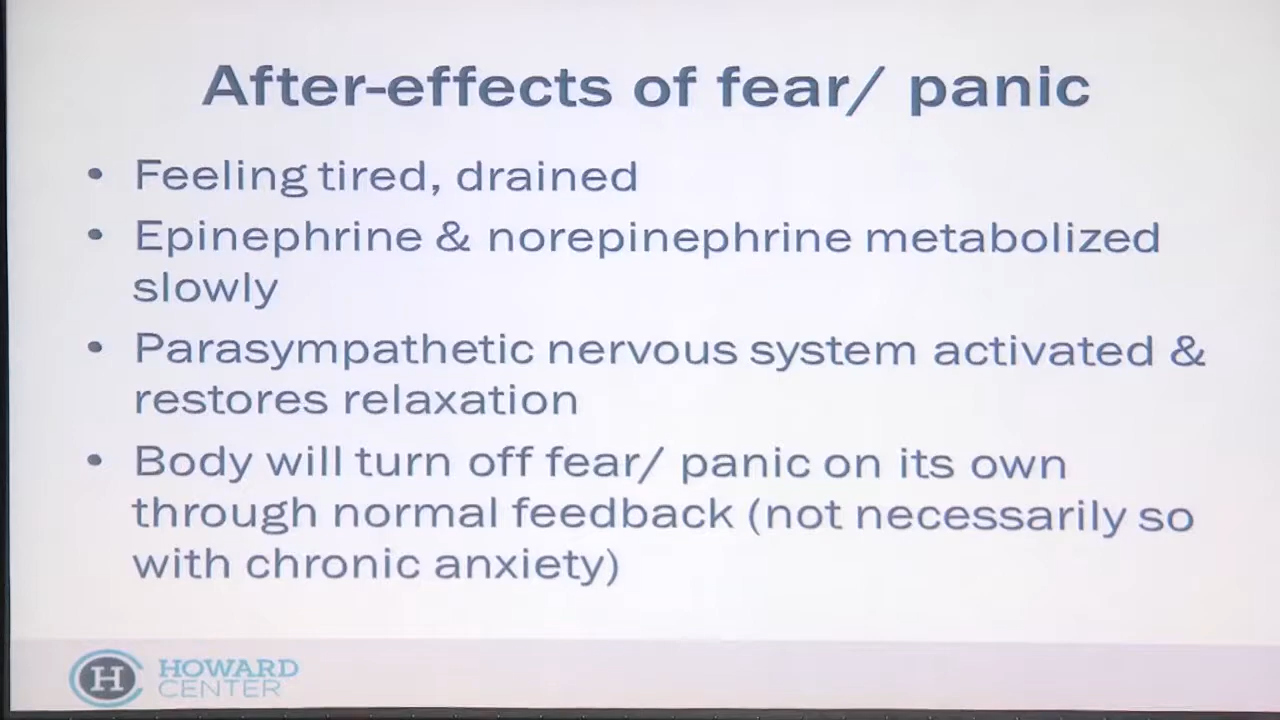 After-effects of fear/ panic
• Feeling tired, drained
• Epinephrine & norepinephrine metabolized
slowly
• Parasympathetic nervous system activated &
restores relaxation
• Body will turn off fear/ panic on its own
through normal feedback (not necessarily so
with chronic anxiety)
H HOWARD
CENTER